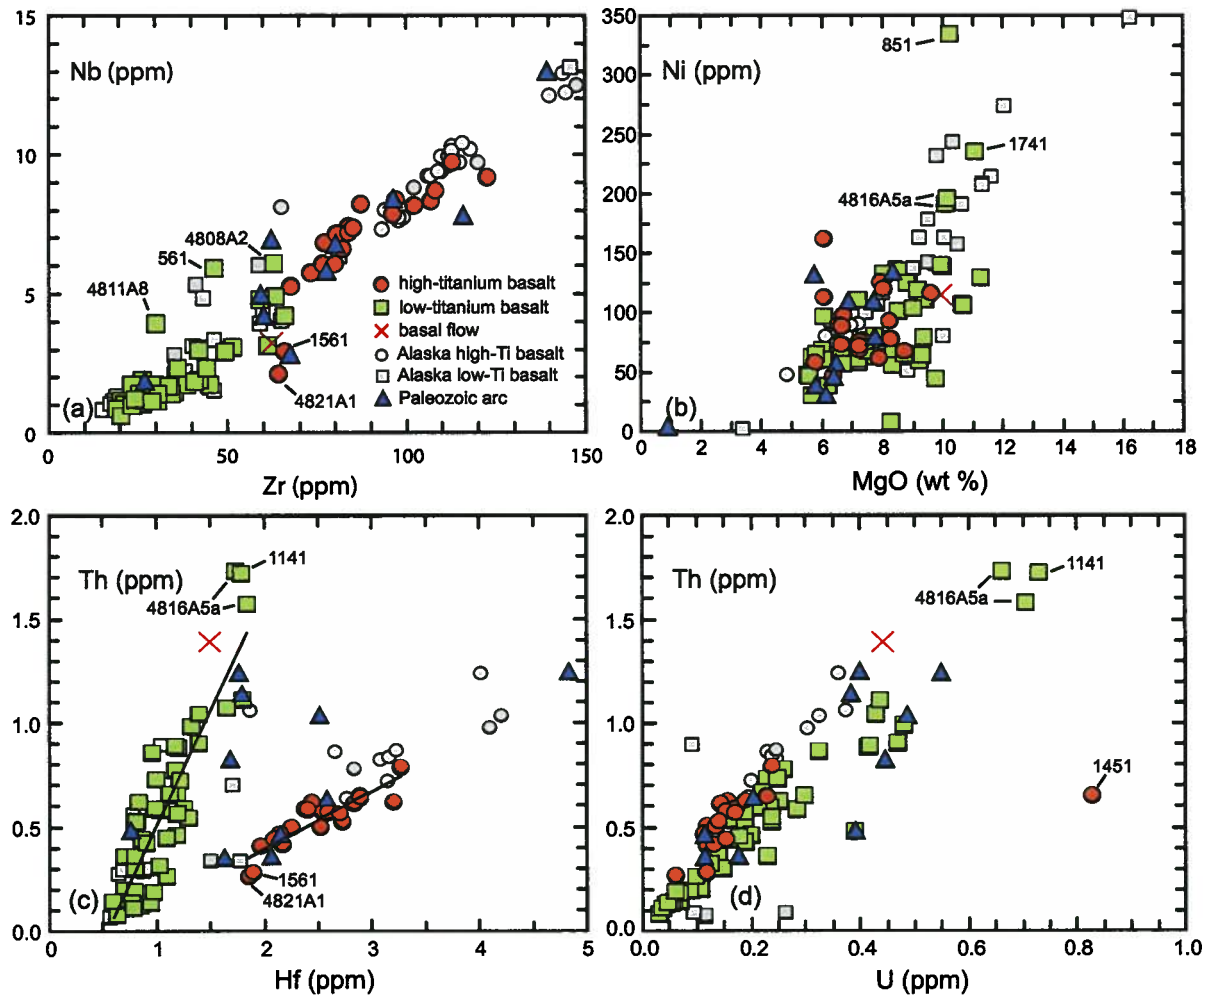 15
10
5
0
Nb (ppm)
4808A2
561
4811A8
high-titanium basalt
low-titanium basalt
basal flow
Alaska high-Ti basalt
Alaska low-Ti basalt
Paleozoic arc
1561
4821A1
(a)
0 50 100 150
Zr (ppm)
350
300
250
200
150
100
50
0
Ni (ppm)
851
1741
4816A5a
(b)
0 2 4 6 8 10 12 14 16 18
MgO (wt %)
2.0
1.5
1.0
0.5
0.0
Th (ppm)
1141
4816A5a
1561
4821A1
(c)
0 1 2 3 4 5
Hf (ppm)
2.0
1.5
1.0
0.5
0.0
Th (ppm)
1141
4816A5a
1451
(d)
0.0 0.2 0.4 0.6 0.8 1.0
U (ppm)